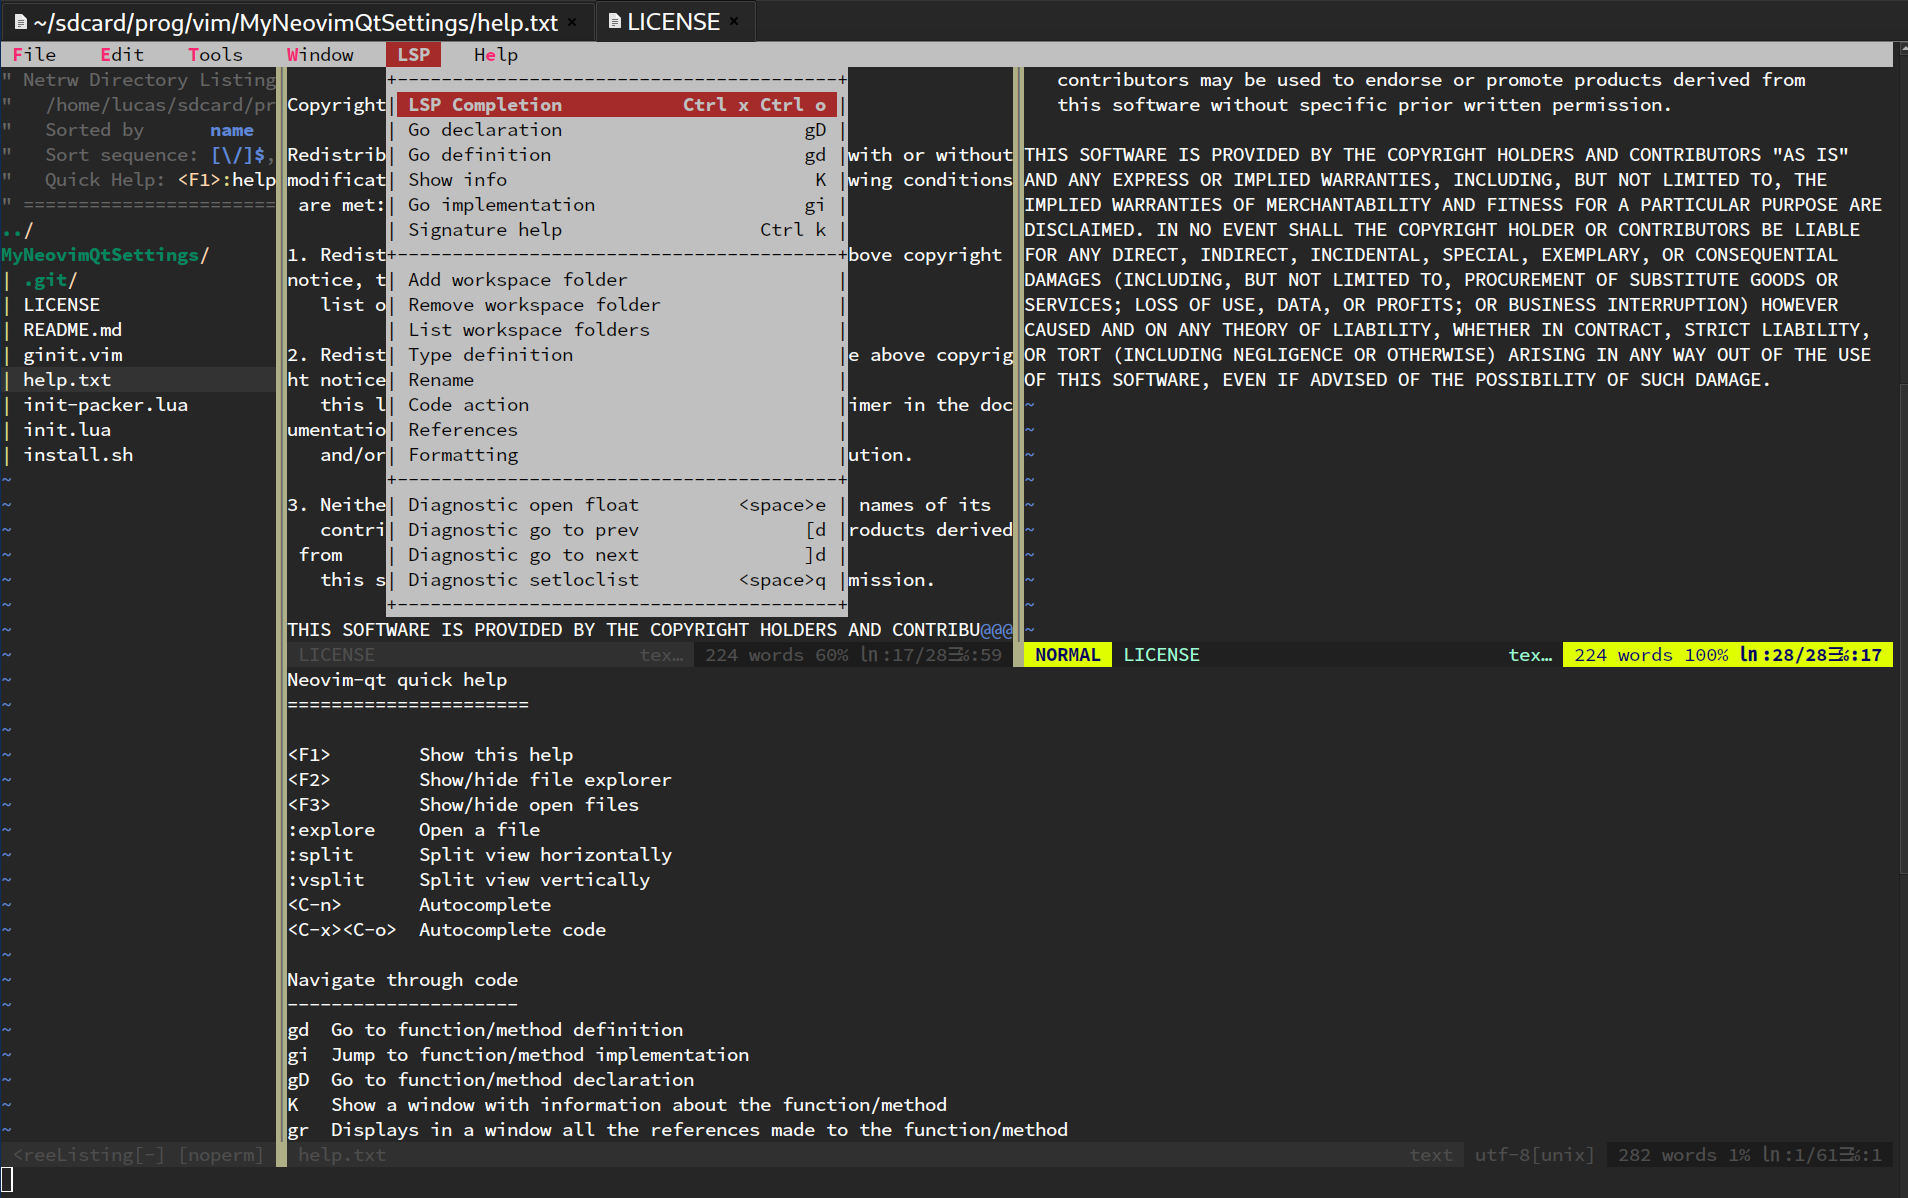 ~/sdcard/prog/vim/MyNeovimQtSettings/help.txt × LICENSE ×
File Edit Tools Window LSP Help
" Netrw Directory Listing
" /home/lucas/sdcard/pr
" Sorted by name
" Sort sequence: [\/]$,
" Quick Help: <F1>:help
" =======================
../
MyNeovimQtSettings/
| .git/
| LICENSE
| README.md
| ginit.vim
| help.txt
| init-packer.lua
| init.lua
| install.sh
<reeListing[-] [noperm]
Copyright
Redistrib
modificat
are met:
1. Redist
notice, t
list o
2. Redist
ht notice
this l
umentatio
and/or
3. Neithe
contri
from
this s
+----------------------------------------+
| LSP Completion Ctrl x Ctrl o |
| Go declaration gD |
| Go definition gd |
| Show info K |
| Go implementation gi |
| Signature help Ctrl k |
+----------------------------------------+
| Add workspace folder |
| Remove workspace folder |
| List workspace folders |
| Type definition |
| Rename |
| Code action |
| References |
| Formatting |
+----------------------------------------+
| Diagnostic open float <space>e |
| Diagnostic go to prev [d |
| Diagnostic go to next ]d |
| Diagnostic setloclist <space>q |
+----------------------------------------+
with or without
wing conditions
bove copyright
e above copyrig
imer in the doc
ution.
names of its
roducts derived
mission.
THIS SOFTWARE IS PROVIDED BY THE COPYRIGHT HOLDERS AND CONTRIBU@@@
LICENSE tex… 224 words 60% ln:17/28☰%:59
contributors may be used to endorse or promote products derived from
this software without specific prior written permission.
THIS SOFTWARE IS PROVIDED BY THE COPYRIGHT HOLDERS AND CONTRIBUTORS "AS IS"
AND ANY EXPRESS OR IMPLIED WARRANTIES, INCLUDING, BUT NOT LIMITED TO, THE
IMPLIED WARRANTIES OF MERCHANTABILITY AND FITNESS FOR A PARTICULAR PURPOSE ARE
DISCLAIMED. IN NO EVENT SHALL THE COPYRIGHT HOLDER OR CONTRIBUTORS BE LIABLE
FOR ANY DIRECT, INDIRECT, INCIDENTAL, SPECIAL, EXEMPLARY, OR CONSEQUENTIAL
DAMAGES (INCLUDING, BUT NOT LIMITED TO, PROCUREMENT OF SUBSTITUTE GOODS OR
SERVICES; LOSS OF USE, DATA, OR PROFITS; OR BUSINESS INTERRUPTION) HOWEVER
CAUSED AND ON ANY THEORY OF LIABILITY, WHETHER IN CONTRACT, STRICT LIABILITY,
OR TORT (INCLUDING NEGLIGENCE OR OTHERWISE) ARISING IN ANY WAY OUT OF THE USE
OF THIS SOFTWARE, EVEN IF ADVISED OF THE POSSIBILITY OF SUCH DAMAGE.
NORMAL LICENSE tex… 224 words 100% ln:28/28☰%:17
Neovim-qt quick help
======================
<F1> Show this help
<F2> Show/hide file explorer
<F3> Show/hide open files
:explore Open a file
:split Split view horizontally
:vsplit Split view vertically
<C-n> Autocomplete
<C-x><C-o> Autocomplete code
Navigate through code
---------------------
gd Go to function/method definition
gi Jump to function/method implementation
gD Go to function/method declaration
K Show a window with information about the function/method
gr Displays in a window all the references made to the function/method
help.txt text utf-8[unix] 282 words 1% ln:1/61☰%:1